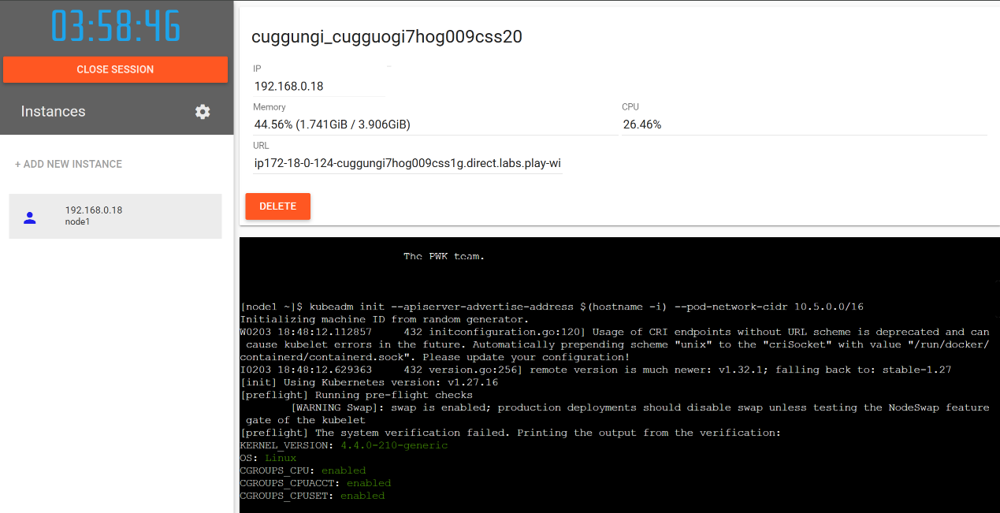 03:58:46
CLOSE SESSION
Instances
+ ADD NEW INSTANCE
192.168.0.18
node1
cuggungi_cugguogi7hog009css20
IP
192.168.0.18
Memory
44.56% (1.741GiB / 3.906GiB)
CPU
26.46%
URL
ip172-18-0-124-cuggungi7hog009css1g.direct.labs.play-wi
DELETE
The PWK team.
[node1 ~]$ kubeadm init --apiserver-advertise-address $(hostname -i) --pod-network-cidr 10.5.0.0/16
Initializing machine ID from random generator.
W0203 18:48:12.112857     432 initconfiguration.go:120] Usage of CRI endpoints without URL scheme is deprecated and can
 cause kubelet errors in the future. Automatically prepending scheme "unix" to the "criSocket" with value "/run/docker/
containerd/containerd.sock". Please update your configuration!
I0203 18:48:12.629363     432 version.go:256] remote version is much newer: v1.32.1; falling back to: stable-1.27
[init] Using Kubernetes version: v1.27.16
[preflight] Running pre-flight checks
        [WARNING Swap]: swap is enabled; production deployments should disable swap unless testing the NodeSwap feature
 gate of the kubelet
[preflight] The system verification failed. Printing the output from the verification:
KERNEL_VERSION: 4.4.0-210-generic
OS: Linux
CGROUPS_CPU: enabled
CGROUPS_CPUACCT: enabled
CGROUPS_CPUSET: enabled